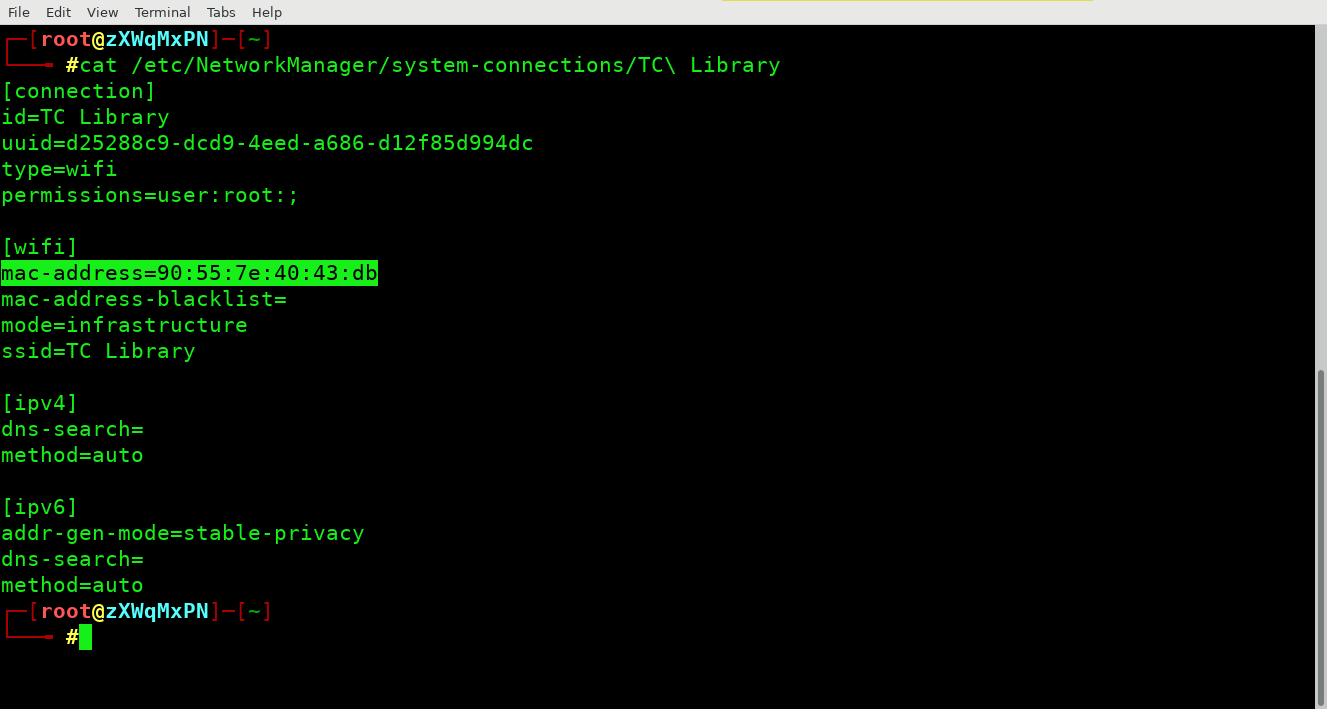 File Edit View Terminal Tabs Help
┌─[root@zXWqMxPN]─[~]
└──╼ #cat /etc/NetworkManager/system-connections/TC\ Library
[connection]
id=TC Library
uuid=d25288c9-dcd9-4eed-a686-d12f85d994dc
type=wifi
permissions=user:root:;

[wifi]
mac-address=90:55:7e:40:43:db
mac-address-blacklist=
mode=infrastructure
ssid=TC Library

[ipv4]
dns-search=
method=auto

[ipv6]
addr-gen-mode=stable-privacy
dns-search=
method=auto
┌─[root@zXWqMxPN]─[~]
└──╼ #